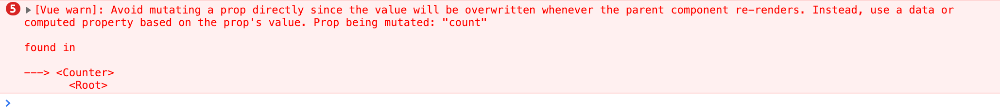 5 [Vue warn]: Avoid mutating a prop directly since the value will be overwritten whenever the parent component re-renders. Instead, use a data or
computed property based on the prop's value. Prop being mutated: "count"
found in
---> <Counter>
<Root>